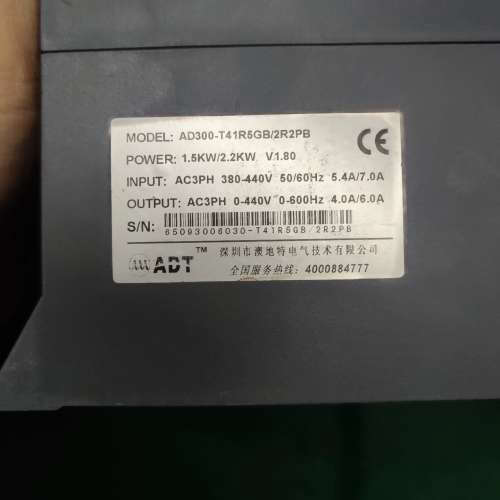 MODEL: AD300-T41R5GB/2R2PB
CE
POWER: 1.5KW/2.2KW V1.80
INPUT: AC3PH 380-440V 50/60Hz 5.4A/7.0A
OUTPUT: AC3PH 0-440V 0-600Hz 4.0A/6.0A
S/N:
65093006030-T41R5GB/2R2PB
ADT™ 深圳市澳地特电气技术有限公司
全国服务热线: 4000884777